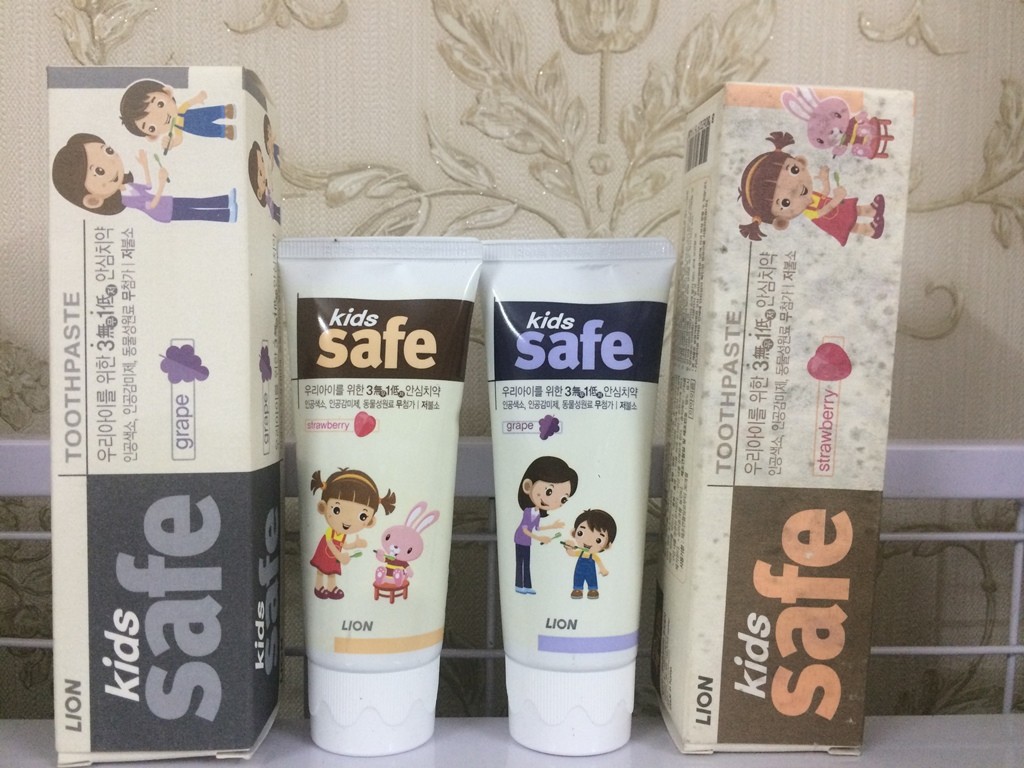 TOOTHPASTE
우리아이를 위한 3無 1低 안심치약
인공색소, 인공감미제, 동물성원료 무첨가 | 저불소
grape
grape
kids
safe
kids
safe
LION
kids
safe
우리아이를 위한 3無 1低 안심치약
인공색소, 인공감미제, 동물성원료 무첨가 | 저불소
strawberry
LION
kids
safe
우리아이를 위한 3無 1低 안심치약
인공색소, 인공감미제, 동물성원료 무첨가 | 저불소
grape
LION
TOOTHPASTE
우리아이를 위한 3無 1低 안심치약
인공색소, 인공감미제, 동물성원료 무첨가 | 저불소
strawberry
kids
safe
LION